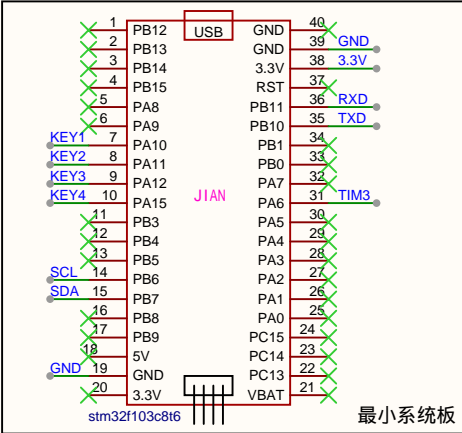 USB
1 PB12 GND 40
2 PB13 GND 39 GND
3 PB14 3.3V 38 3.3V
4 PB15 RST 37
5 PA8 PB11 36 RXD
6 PA9 PB10 35 TXD
KEY1 7 PA10 PB1 34
KEY2 8 PA11 PB0 33
KEY3 9 PA12 PA7 32
KEY4 10 PA15 JIAN PA6 31 TIM3
11 PB3 PA5 30
12 PB4 PA4 29
13 PB5 PA3 28
SCL 14 PB6 PA2 27
SDA 15 PB7 PA1 26
16 PB8 PA0 25
17 PB9 PC15 24
18 5V PC14 23
GND 19 GND PC13 22
20 3.3V VBAT 21
stm32f103c8t6
最小系统板